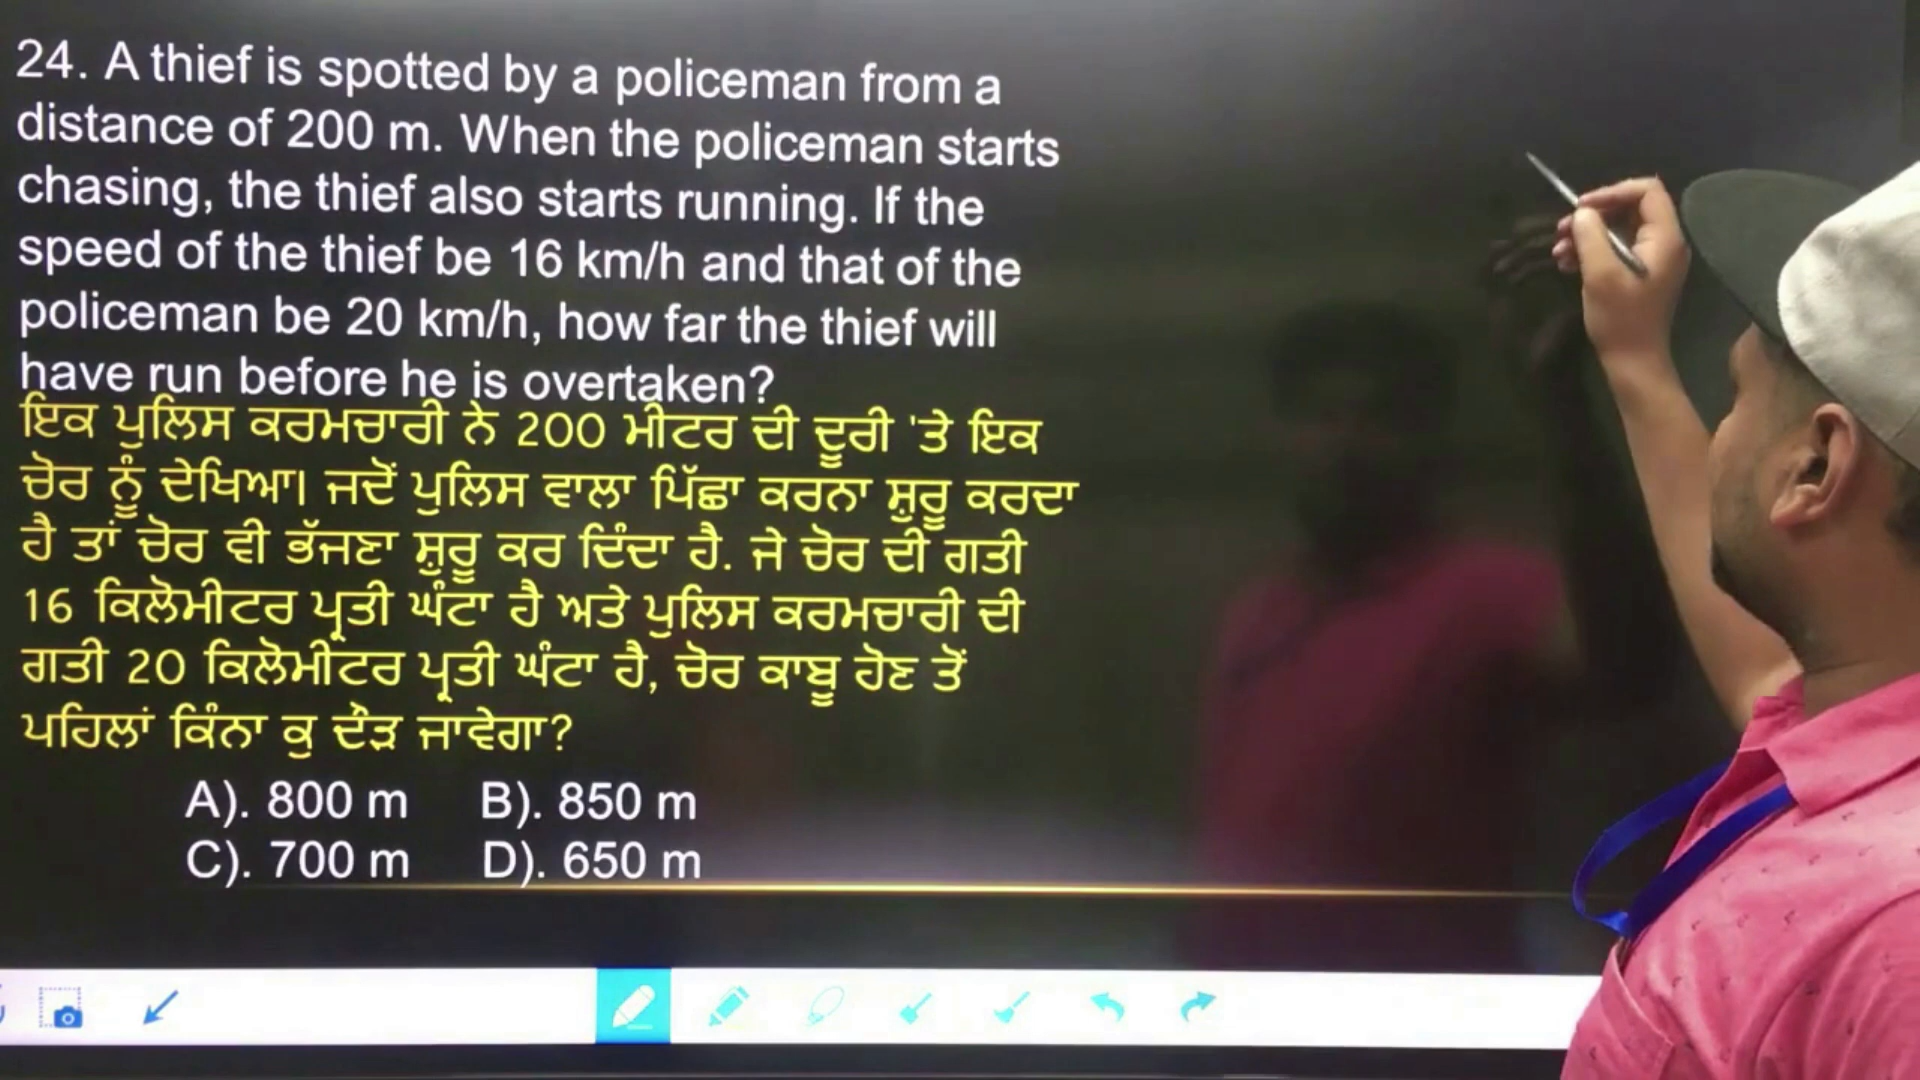 24. A thief is spotted by a policeman from a
distance of 200 m. When the policeman starts
chasing, the thief also starts running. If the
speed of the thief be 16 km/h and that of the
policeman be 20 km/h, how far the thief will
have run before he is overtaken?
ਇਕ ਪੁਲਿਸ ਕਰਮਚਾਰੀ ਨੇ 200 ਮੀਟਰ ਦੀ ਦੂਰੀ 'ਤੇ ਇਕ
ਚੋਰ ਨੂੰ ਦੇਖਿਆ। ਜਦੋਂ ਪੁਲਿਸ ਵਾਲਾ ਪਿੱਛਾ ਕਰਨਾ ਸ਼ੁਰੂ ਕਰਦਾ
ਹੈ ਤਾਂ ਚੋਰ ਵੀ ਭੱਜਣਾ ਸ਼ੁਰੂ ਕਰ ਦਿੰਦਾ ਹੈ. ਜੇ ਚੋਰ ਦੀ ਗਤੀ
16 ਕਿਲੋਮੀਟਰ ਪ੍ਰਤੀ ਘੰਟਾ ਹੈ ਅਤੇ ਪੁਲਿਸ ਕਰਮਚਾਰੀ ਦੀ
ਗਤੀ 20 ਕਿਲੋਮੀਟਰ ਪ੍ਰਤੀ ਘੰਟਾ ਹੈ, ਚੋਰ ਕਾਬੂ ਹੋਣ ਤੋਂ
ਪਹਿਲਾਂ ਕਿੰਨਾ ਕੁ ਦੌੜ ਜਾਵੇਗਾ?
A). 800 m B). 850 m
C). 700 m D). 650 m